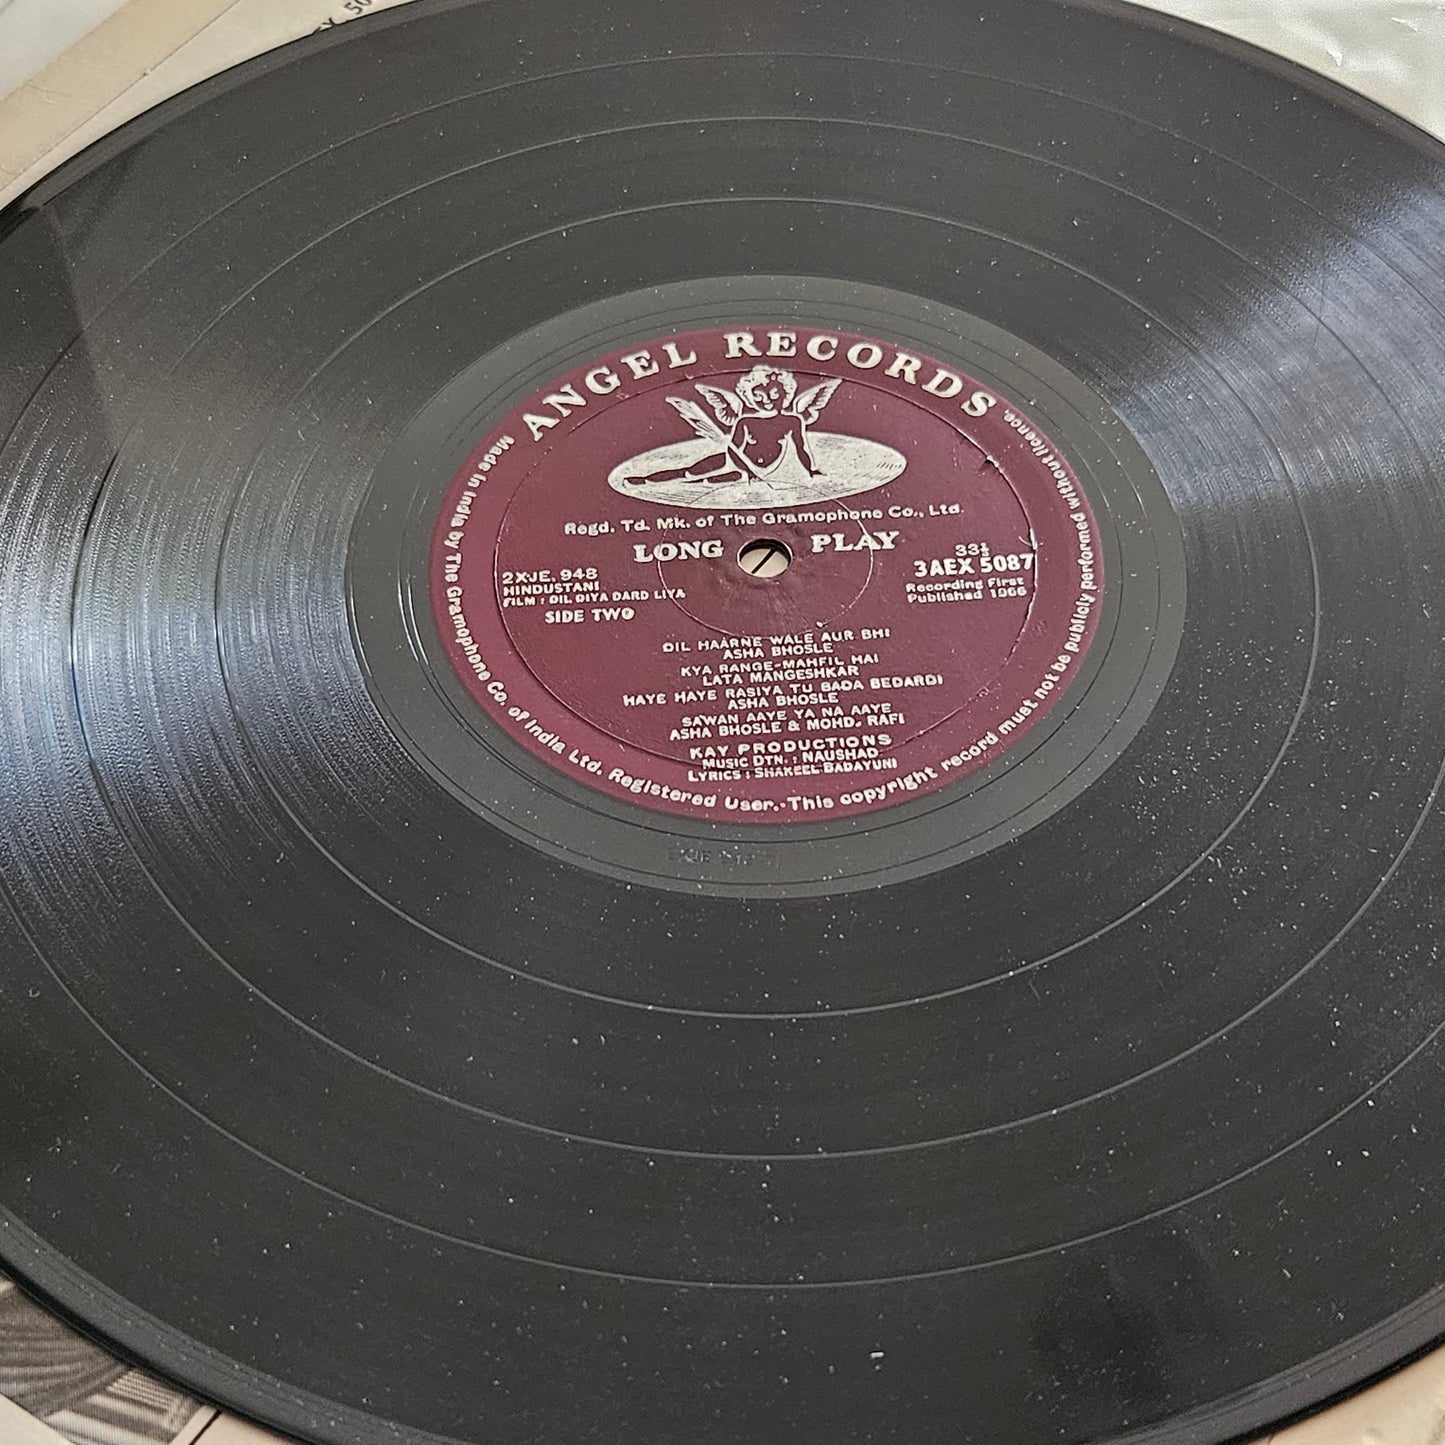 ANGEL RECORDS
Regd. Td. Mk. of The Gramophone Co., Ltd.
LONG PLAY
33⅓
2XJE. 948
3AEX 5087
HINDUSTANI
Recording First
FILM : DIL DIYA DARD LIYA
Published 1966
SIDE TWO
DIL HAARNE WALE AUR BHI
ASHA BHOSLE
KYA RANGE-MAHFIL HAI
LATA MANGESHKAR
HAYE HAYE RASIYA TU BADA BEDARDI
ASHA BHOSLE
SAWAN AAYE YA NA AAYE
ASHA BHOSLE & MOHD. RAFI
KAY PRODUCTIONS
MUSIC DTN. : NAUSHAD
LYRICS : SHAKEEL BADAYUNI
Made in India by The Gramophone Co. of India Ltd. Registered User.·This copyright record must not be publicly performed without licence.